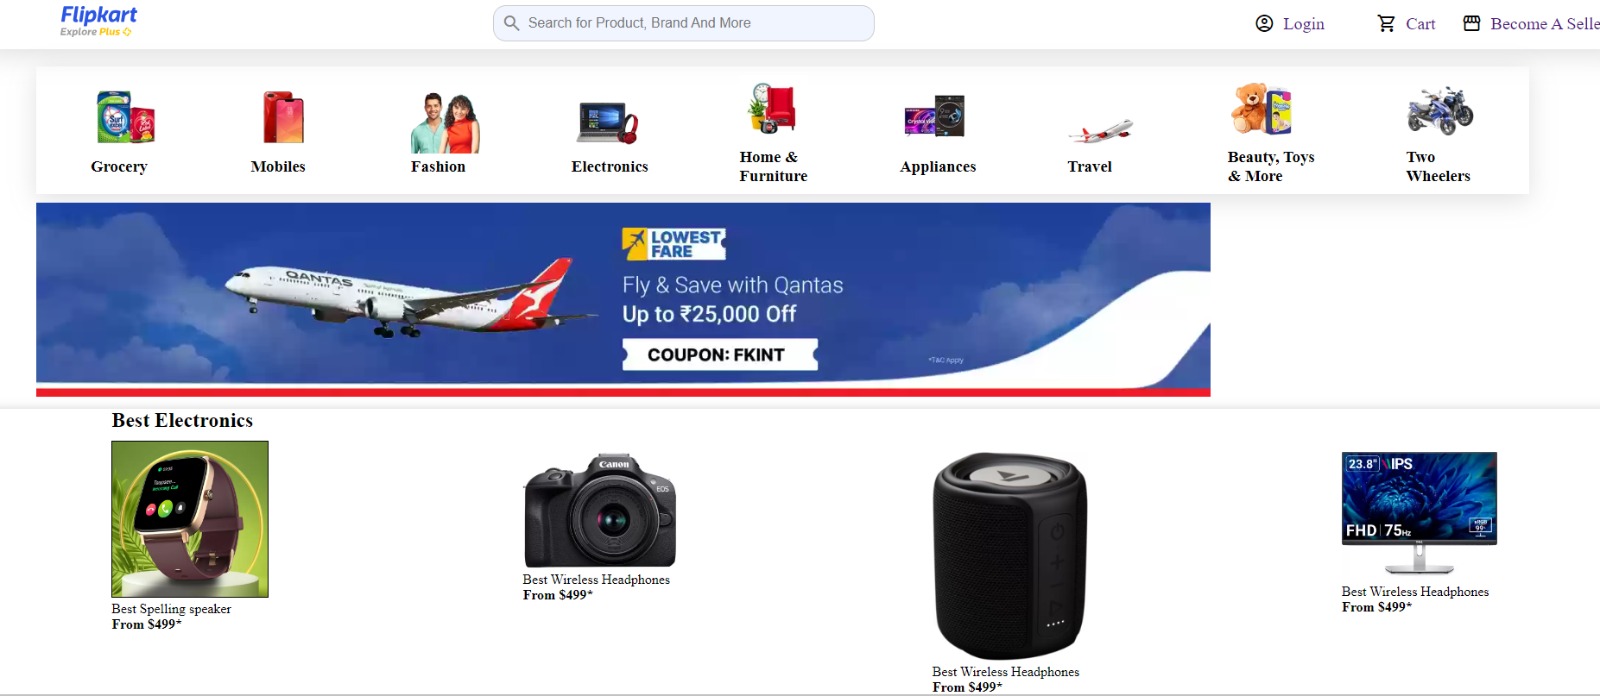 Flipkart
Explore Plus
Search for Product, Brand And More
Login
Cart
Become A Selle
Grocery
Mobiles
Fashion
Electronics
Home &
Furniture
Appliances
Travel
Beauty, Toys
& More
Two
Wheelers
QANTAS
LOWEST
FARE
Fly & Save with Qantas
Up to ₹25,000 Off
COUPON: FKINT
*T&C Apply
Best Electronics
Best Spelling speaker
From $499*
Canon
EOS
Best Wireless Headphones
From $499*
Best Wireless Headphones
From $499*
23.8" IPS
FHD 75Hz
Best Wireless Headphones
From $499*